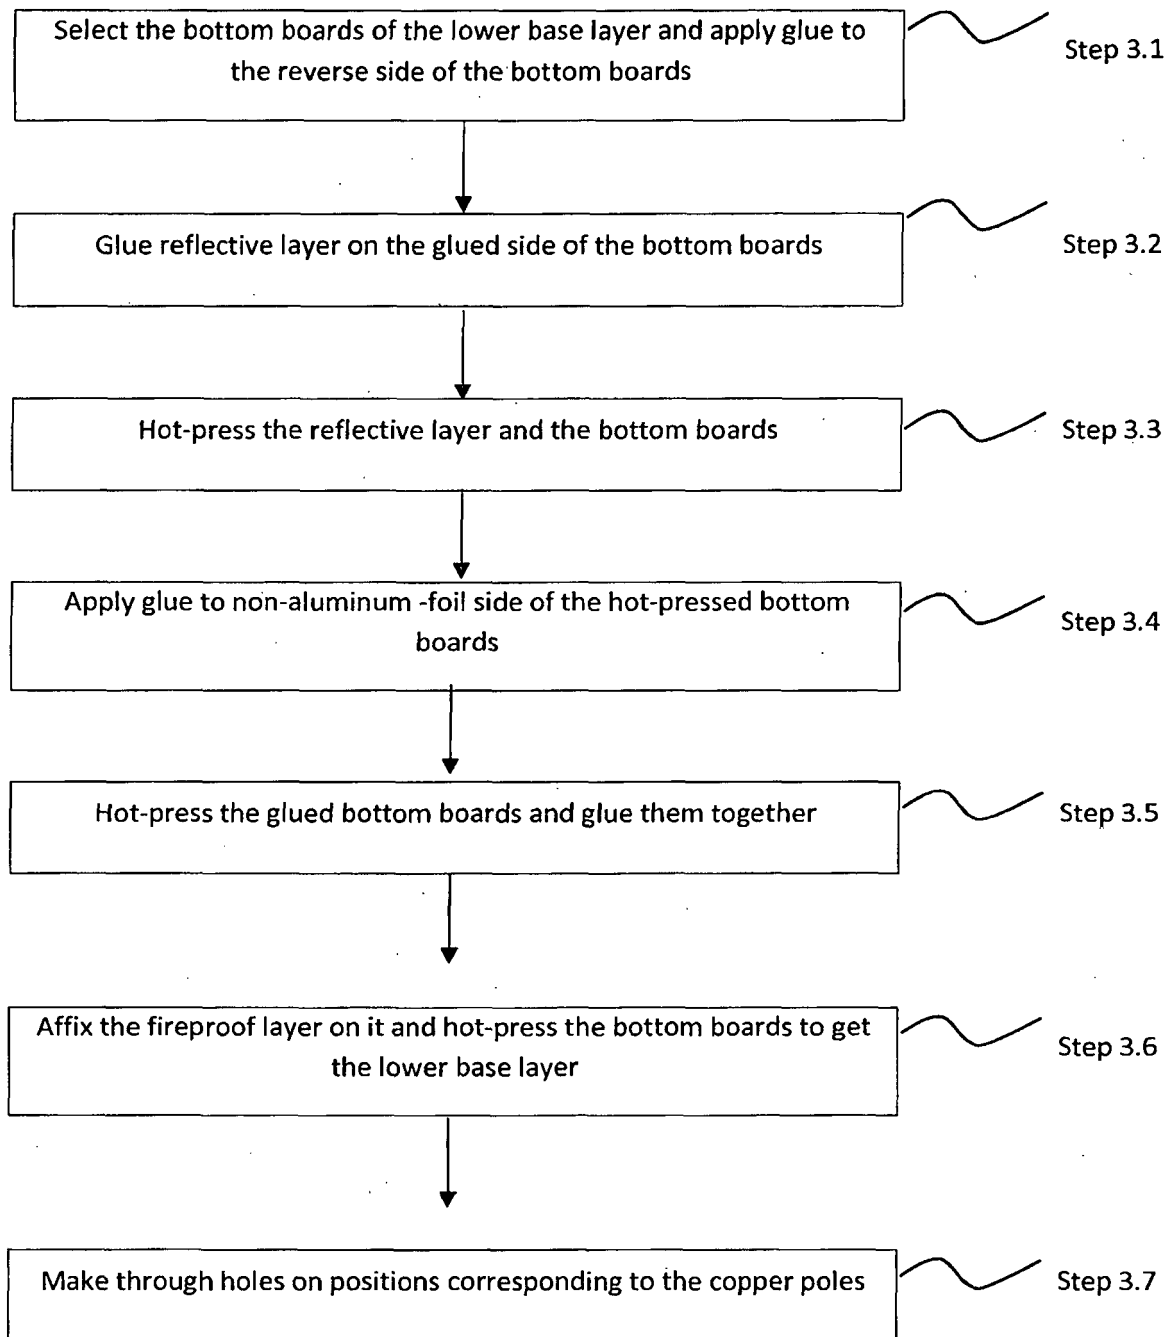 Select the bottom boards of the lower base layer and apply glue to
the reverse side of the bottom boards
Step 3.1
Glue reflective layer on the glued side of the bottom boards
Step 3.2
Hot-press the reflective layer and the bottom boards
Step 3.3
Apply glue to non-aluminum -foil side of the hot-pressed bottom
boards
Step 3.4
Hot-press the glued bottom boards and glue them together
Step 3.5
Affix the fireproof layer on it and hot-press the bottom boards to get
the lower base layer
Step 3.6
Make through holes on positions corresponding to the copper poles
Step 3.7